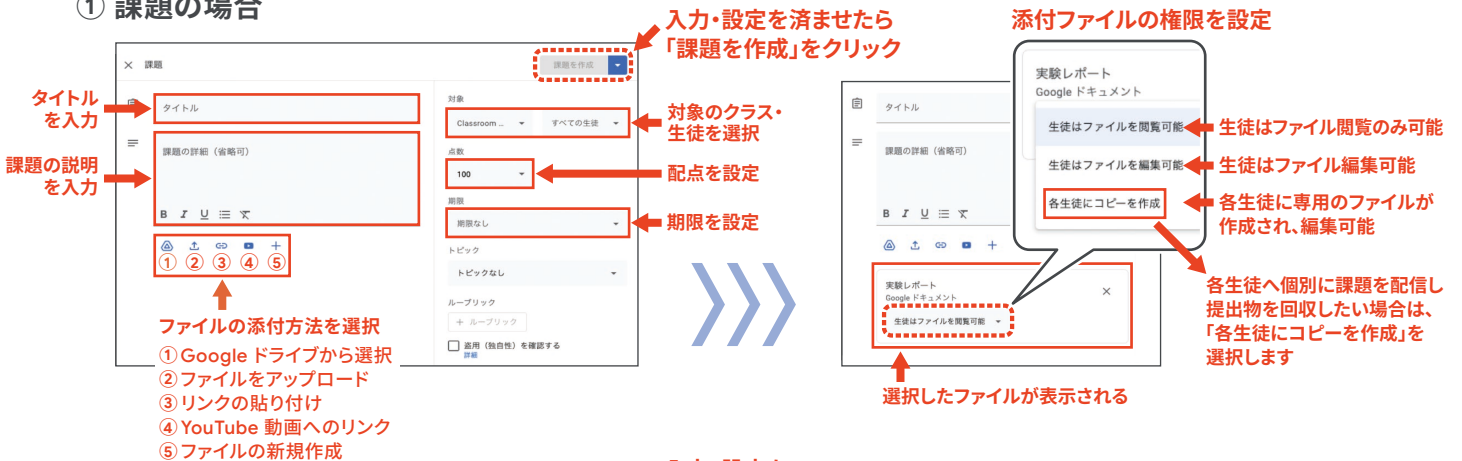 ① 課題の場合
入力・設定を済ませたら
「課題を作成」をクリック
課題
課題を作成
タイトル
を入力
タイトル
課題の説明
を入力
課題の詳細（省略可）
B I U
① ② ③ ④ ⑤
ファイルの添付方法を選択
①Google ドライブから選択
②ファイルをアップロード
③リンクの貼り付け
④YouTube 動画へのリンク
⑤ファイルの新規作成
対象
Classroom ... すべての生徒
対象のクラス・
生徒を選択
点数
100
配点を設定
期限
期限なし
期限を設定
トピック
トピックなし
ルーブリック
+ ルーブリック
盗用（独自性）を確認する
詳細
添付ファイルの権限を設定
タイトル
課題の詳細（省略可）
B I U
実験レポート
Google ドキュメント
生徒はファイルを閲覧可能
選択したファイルが表示される
実験レポート
Google ドキュメント
生徒はファイルを閲覧可能
生徒はファイル閲覧のみ可能
生徒はファイルを編集可能
生徒はファイル編集可能
各生徒にコピーを作成
各生徒に専用のファイルが
作成され、編集可能
各生徒へ個別に課題を配信し
提出物を回収したい場合は、
「各生徒にコピーを作成」を
選択します